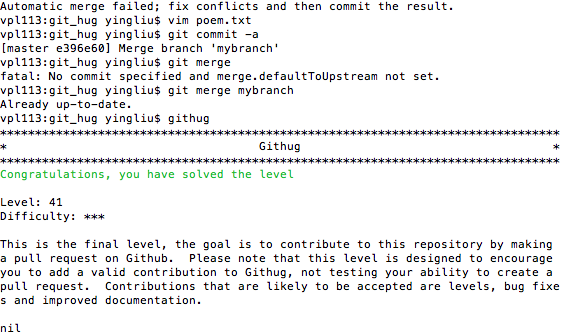 Automatic merge failed; fix conflicts and then commit the result.
vpl113:git_hug yingliu$ vim poem.txt
vpl113:git_hug yingliu$ git commit -a
[master e396e60] Merge branch 'mybranch'
vpl113:git_hug yingliu$ git merge
fatal: No commit specified and merge.defaultToUpstream not set.
vpl113:git_hug yingliu$ git merge mybranch
Already up-to-date.
vpl113:git_hug yingliu$ githug
********************************************************************************
*                                    Githug                                    *
********************************************************************************
Congratulations, you have solved the level

Level: 41
Difficulty: ***

This is the final level, the goal is to contribute to this repository by making
a pull request on Github.  Please note that this level is designed to encourage
you to add a valid contribution to Githug, not testing your ability to create a
pull request.  Contributions that are likely to be accepted are levels, bug fixe
s and improved documentation.

nil